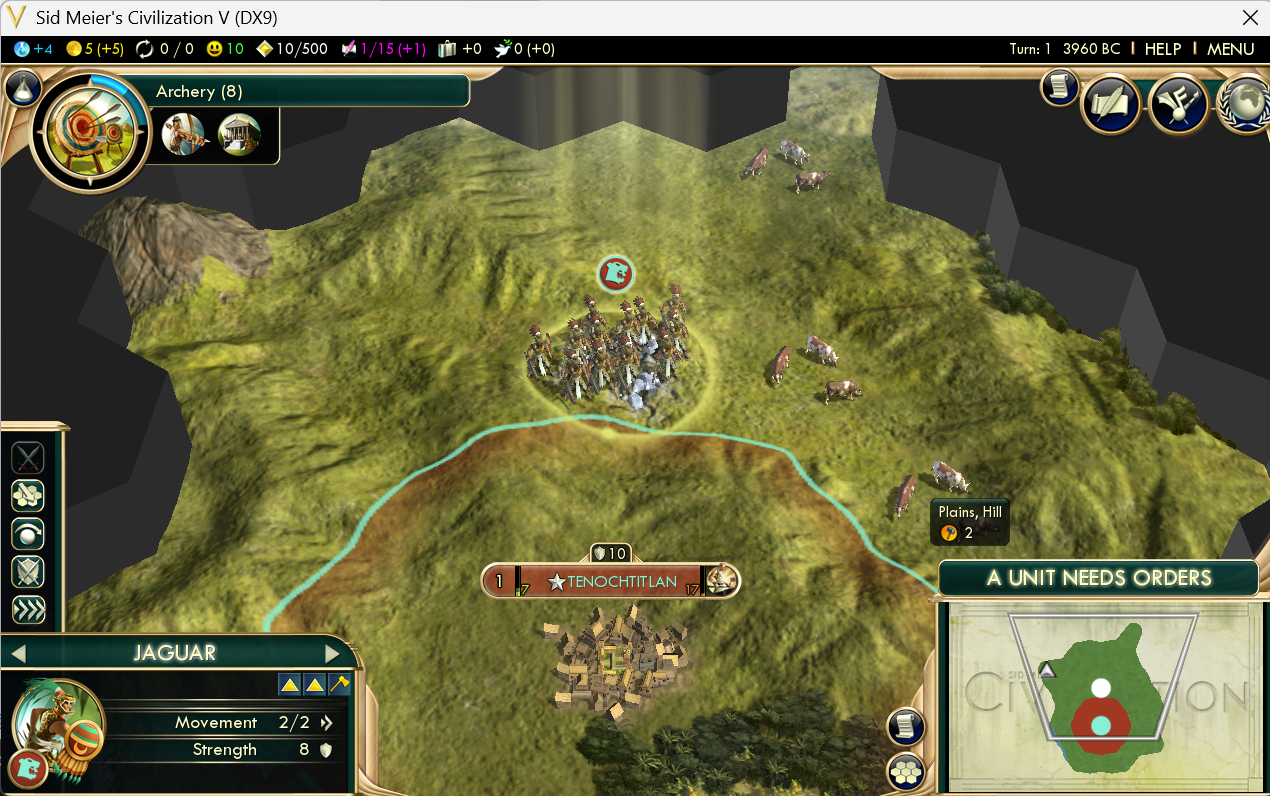 Sid Meier's Civilization V (DX9)
+4 5 (+5) 0 / 0 10 10/500 1/15 (+1) +0 0 (+0) Turn: 1 3960 BC HELP MENU
Archery (8)
Plains, Hill
2
10
1 7 TENOCHTITLAN 17
A UNIT NEEDS ORDERS
JAGUAR
Movement 2/2
Strength 8